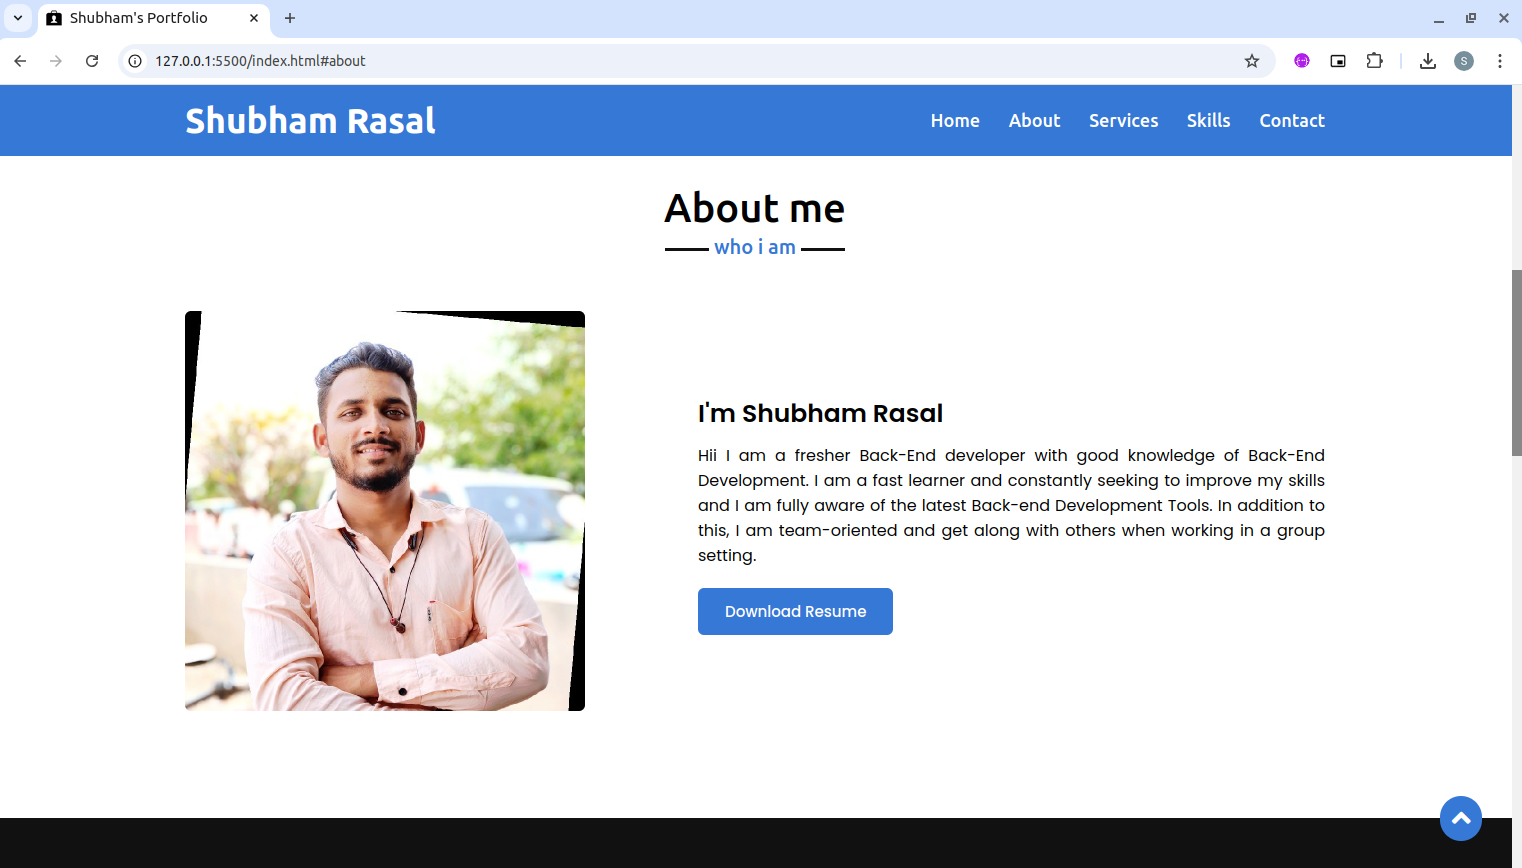 Shubham's Portfolio
127.0.0.1:5500/index.html#about
S
Shubham Rasal
Home About Services Skills Contact
About me
who i am
I'm Shubham Rasal
Hii I am a fresher Back-End developer with good knowledge of Back-End
Development. I am a fast learner and constantly seeking to improve my skills
and I am fully aware of the latest Back-end Development Tools. In addition to
this, I am team-oriented and get along with others when working in a group
setting.
Download Resume